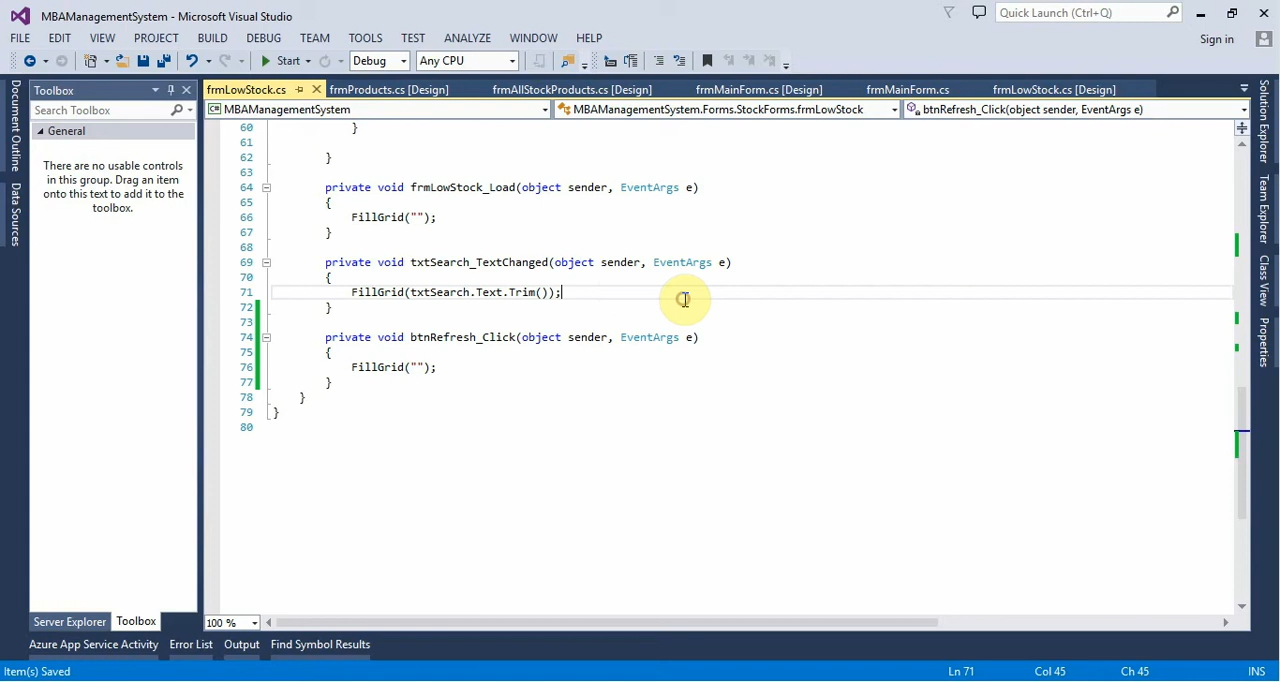 MBAManagementSystem - Microsoft Visual Studio
Quick Launch (Ctrl+Q)
FILE EDIT VIEW PROJECT BUILD DEBUG TEAM TOOLS TEST ANALYZE WINDOW HELP
Sign in
Start Debug Any CPU
Document Outline
Data Sources
Toolbox
Search Toolbox
General
There are no usable controls
in this group. Drag an item
onto this text to add it to the
toolbox.
Server Explorer Toolbox
frmLowStock.cs frmProducts.cs [Design] frmAllStockProducts.cs [Design] frmMainForm.cs [Design] frmMainForm.cs frmLowStock.cs [Design]
MBAManagementSystem MBAManagementSystem.Forms.StockForms.frmLowStock btnRefresh_Click(object sender, EventArgs e)
60 }
61
62 }
63
64 private void frmLowStock_Load(object sender, EventArgs e)
65 {
66 FillGrid("");
67 }
68
69 private void txtSearch_TextChanged(object sender, EventArgs e)
70 {
71 FillGrid(txtSearch.Text.Trim());
72 }
73
74 private void btnRefresh_Click(object sender, EventArgs e)
75 {
76 FillGrid("");
77 }
78 }
79 }
80
100 %
Solution Explorer
Team Explorer
Class View
Properties
Azure App Service Activity Error List Output Find Symbol Results
Item(s) Saved Ln 71 Col 45 Ch 45 INS